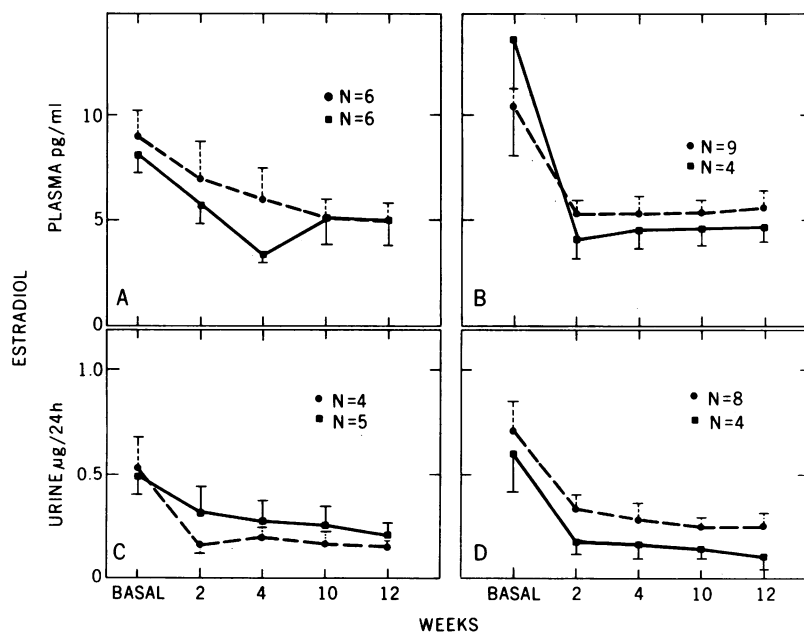 ESTRADIOL
PLASMA pg/ml
10
5
0
N=6
N=6
A
N=9
N=4
B
URINE µg/24h
1.0
0.5
0
N=4
N=5
C
N=8
N=4
D
BASAL 2 4 10 12
BASAL 2 4 10 12
WEEKS